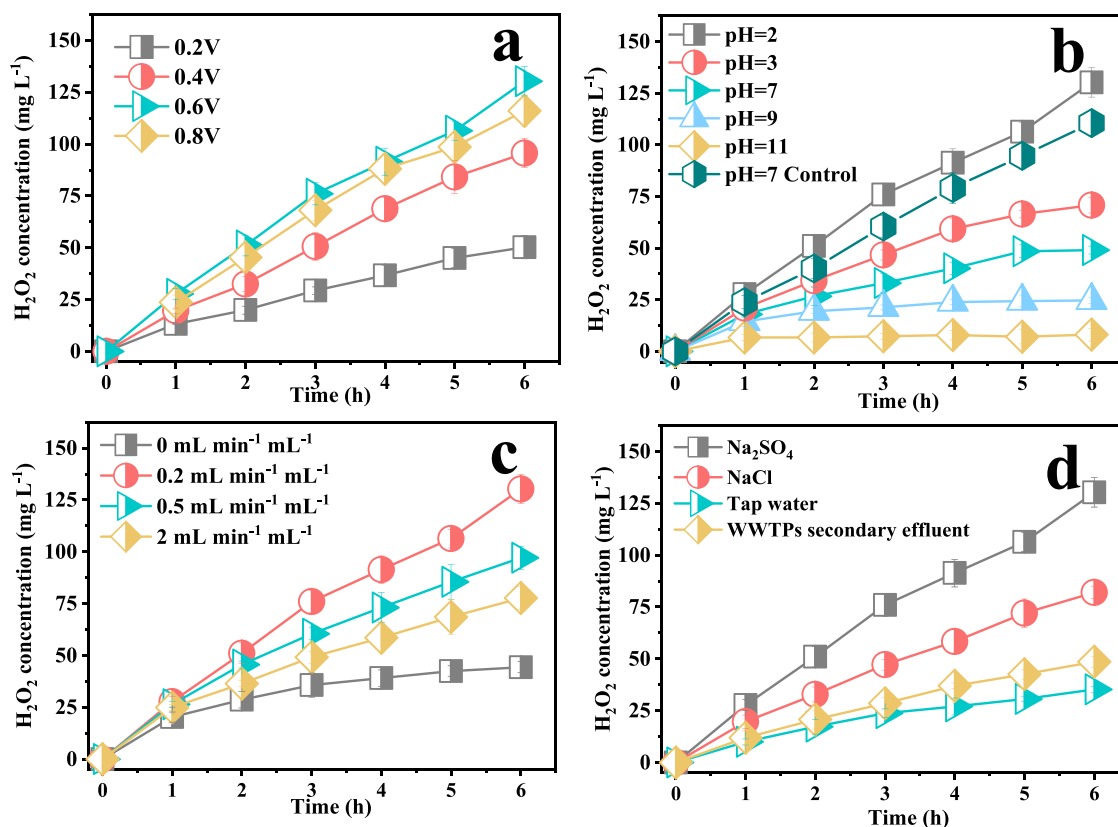 a
0.2V
0.4V
0.6V
0.8V
H₂O₂ concentration (mg L⁻¹)
150
125
100
75
50
25
0
0 1 2 3 4 5 6
Time (h)
b
pH=2
pH=3
pH=7
pH=9
pH=11
pH=7 Control
H₂O₂ concentration (mg L⁻¹)
150
125
100
75
50
25
0
0 1 2 3 4 5 6
Time (h)
c
0 mL min⁻¹ mL⁻¹
0.2 mL min⁻¹ mL⁻¹
0.5 mL min⁻¹ mL⁻¹
2 mL min⁻¹ mL⁻¹
H₂O₂ concentration (mg L⁻¹)
150
125
100
75
50
25
0
0 1 2 3 4 5 6
Time (h)
d
Na₂SO₄
NaCl
Tap water
WWTPs secondary effluent
H₂O₂ concentration (mg L⁻¹)
150
125
100
75
50
25
0
0 1 2 3 4 5 6
Time (h)